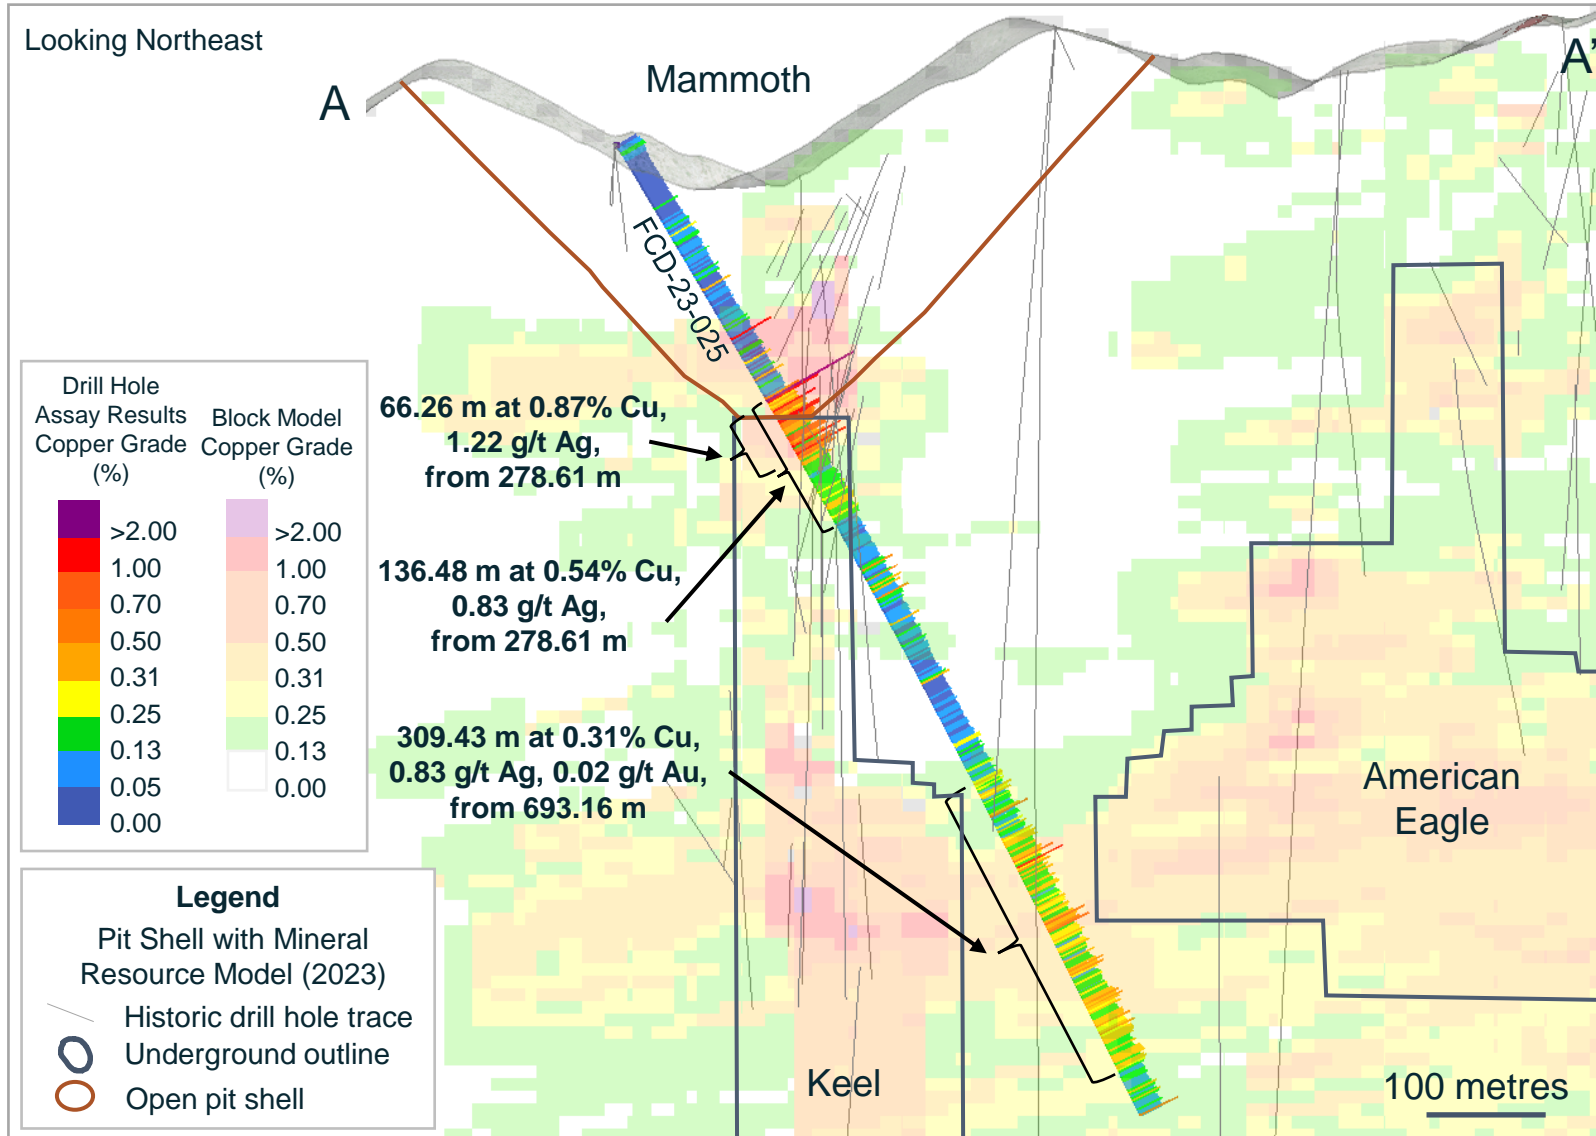 Looking Northeast
A
Mammoth
A’
FCD-23-025
66.26 m at 0.87% Cu,
1.22 g/t Ag,
from 278.61 m
136.48 m at 0.54% Cu,
0.83 g/t Ag,
from 278.61 m
309.43 m at 0.31% Cu,
0.83 g/t Ag, 0.02 g/t Au,
from 693.16 m
Drill Hole
Assay Results
Copper Grade
(%)
>2.00
1.00
0.70
0.50
0.31
0.25
0.13
0.05
0.00
Block Model
Copper Grade
(%)
>2.00
1.00
0.70
0.50
0.31
0.25
0.13
0.00
Legend
Pit Shell with Mineral
Resource Model (2023)
Historic drill hole trace
Underground outline
Open pit shell
Keel
American
Eagle
100 metres